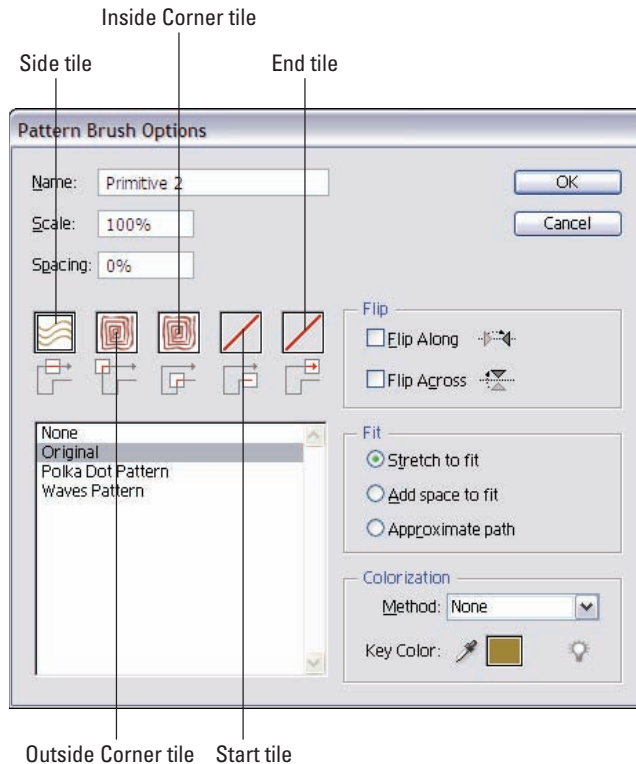 Inside Corner tile
Side tile
End tile
Pattern Brush Options
Name: Primitive 2
OK
Scale: 100%
Cancel
Spacing: 0%
Flip
Flip Along
Flip Across
None
Original
Polka Dot Pattern
Waves Pattern
Fit
Stretch to fit
Add space to fit
Approximate path
Colorization
Method: None
Key Color:
Outside Corner tile
Start tile